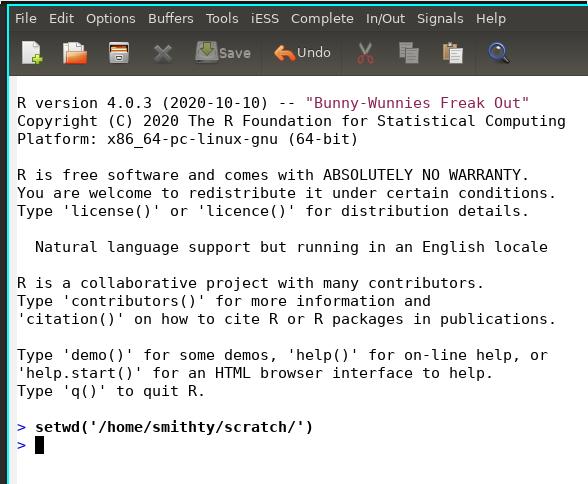 File Edit Options Buffers Tools iESS Complete In/Out Signals Help
Save Undo
R version 4.0.3 (2020-10-10) -- "Bunny-Wunnies Freak Out"
Copyright (C) 2020 The R Foundation for Statistical Computing
Platform: x86_64-pc-linux-gnu (64-bit)
R is free software and comes with ABSOLUTELY NO WARRANTY.
You are welcome to redistribute it under certain conditions.
Type 'license()' or 'licence()' for distribution details.
Natural language support but running in an English locale
R is a collaborative project with many contributors.
Type 'contributors()' for more information and
'citation()' on how to cite R or R packages in publications.
Type 'demo()' for some demos, 'help()' for on-line help, or
'help.start()' for an HTML browser interface to help.
Type 'q()' to quit R.
> setwd('/home/smithty/scratch/')
>